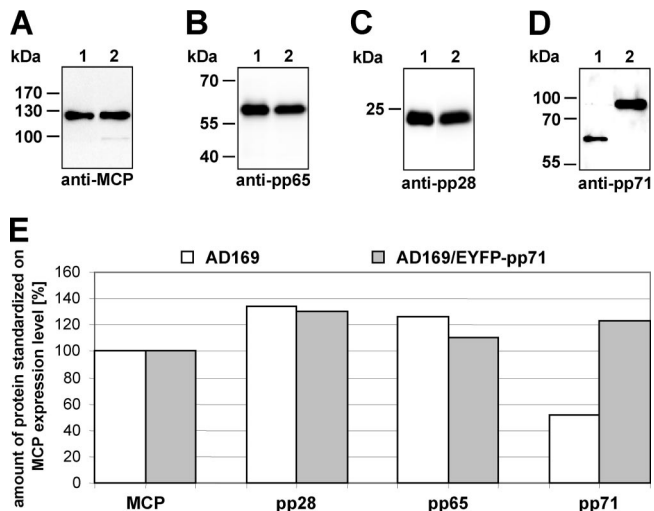 A
kDa 1 2
170
130
100
anti-MCP
B
kDa 1 2
70
55
40
anti-pp65
C
kDa 1 2
25
anti-pp28
D
kDa 1 2
100
70
55
anti-pp71
E
AD169 AD169/EYFP-pp71
amount of protein standardized on
MCP expression level [%]
160
140
120
100
80
60
40
20
0
MCP pp28 pp65 pp71